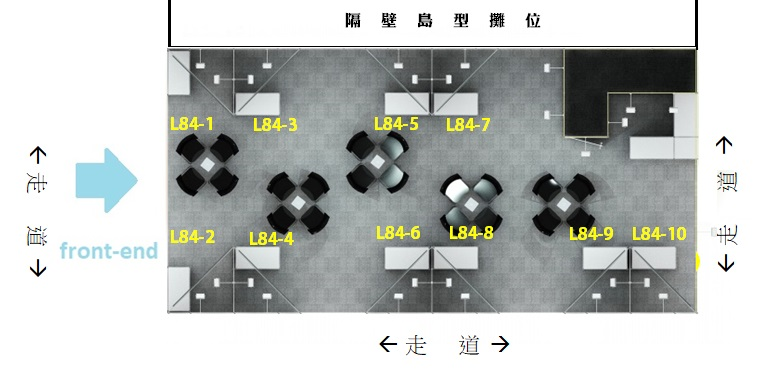 隔 壁 島 型 攤 位
L84-1
L84-3
L84-5
L84-7
← 走 道 →
front-end
L84-2
L84-4
L84-6
L84-8
L84-9
L84-10
← 走 道 →
← 走 道 →